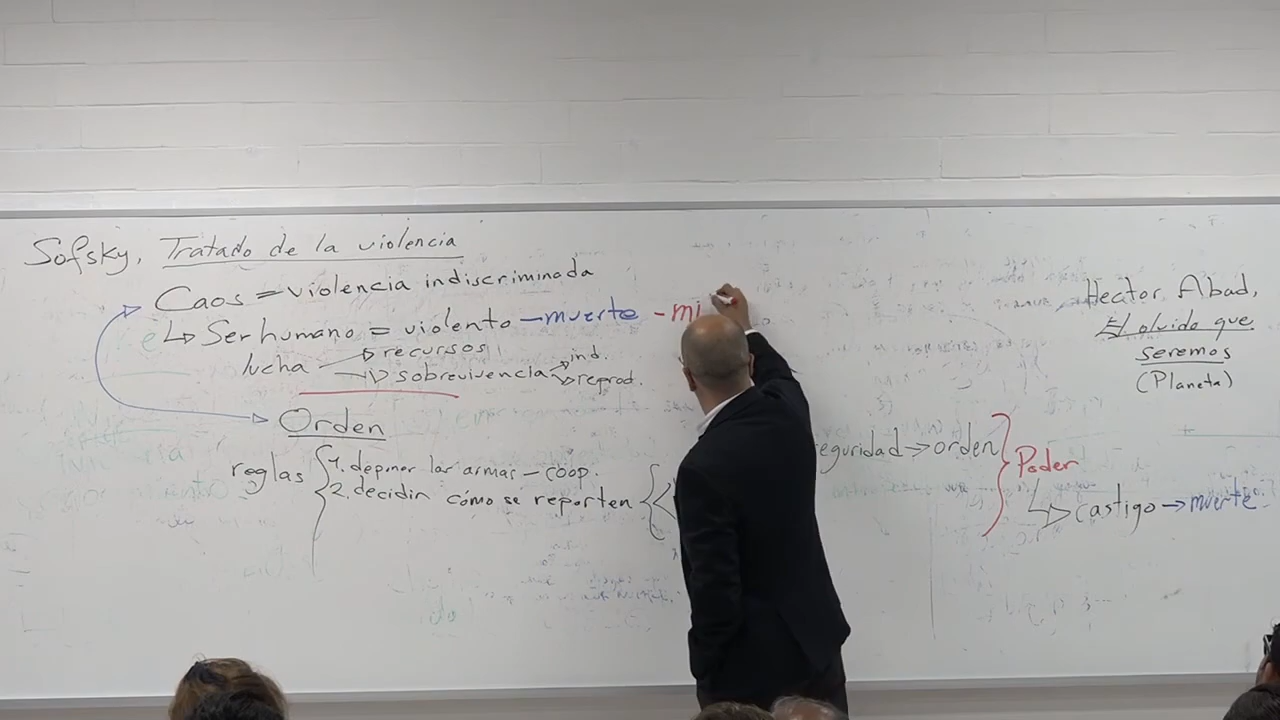 Sofsky, Tratado de la violencia
Caos = violencia indiscriminada
↳ Ser humano = violento – muerte – mi
lucha → recursos
→ sobrevivencia → ind.
→ reprod.
Orden
reglas { 1. deponer las armas – coop.
2. decidir cómo se reporten {
eguridad → orden } Poder
↳ castigo → muerte
Hector Abad,
El olvido que
seremos
(Planeta)